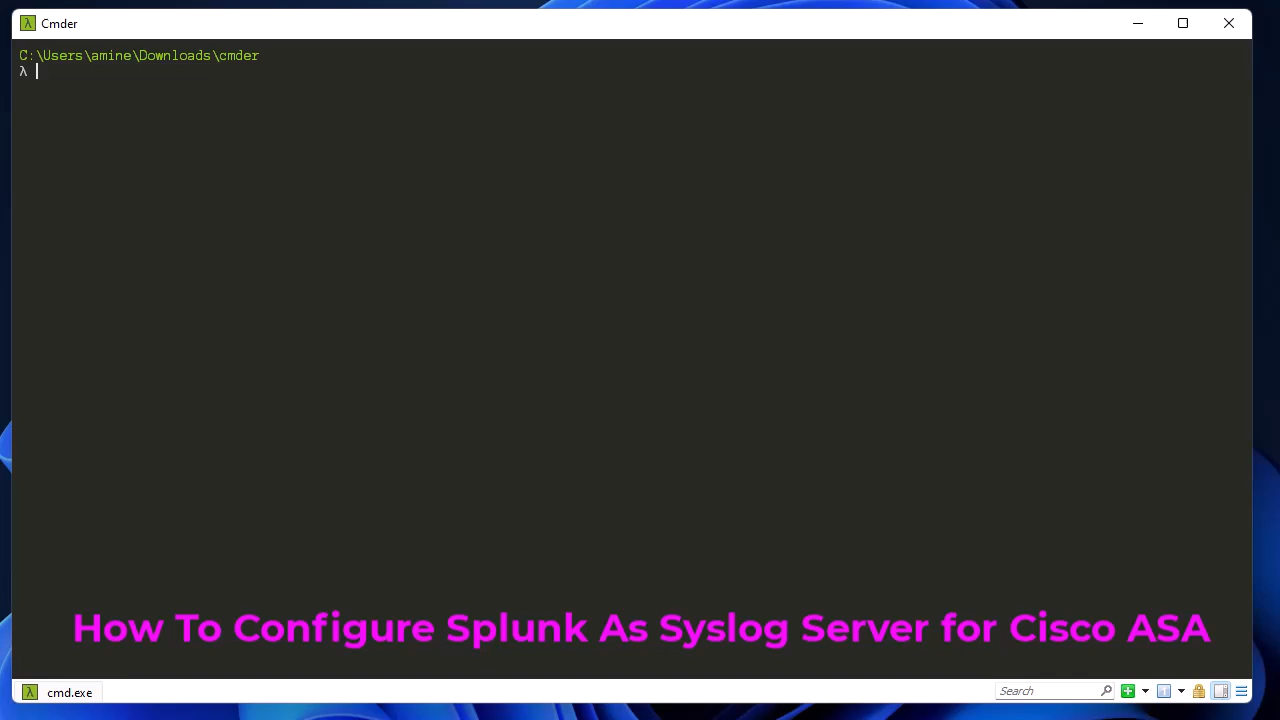 Cmder
C:\Users\amine\Downloads\cmder
λ
How To Configure Splunk As Syslog Server for Cisco ASA
cmd.exe
Search